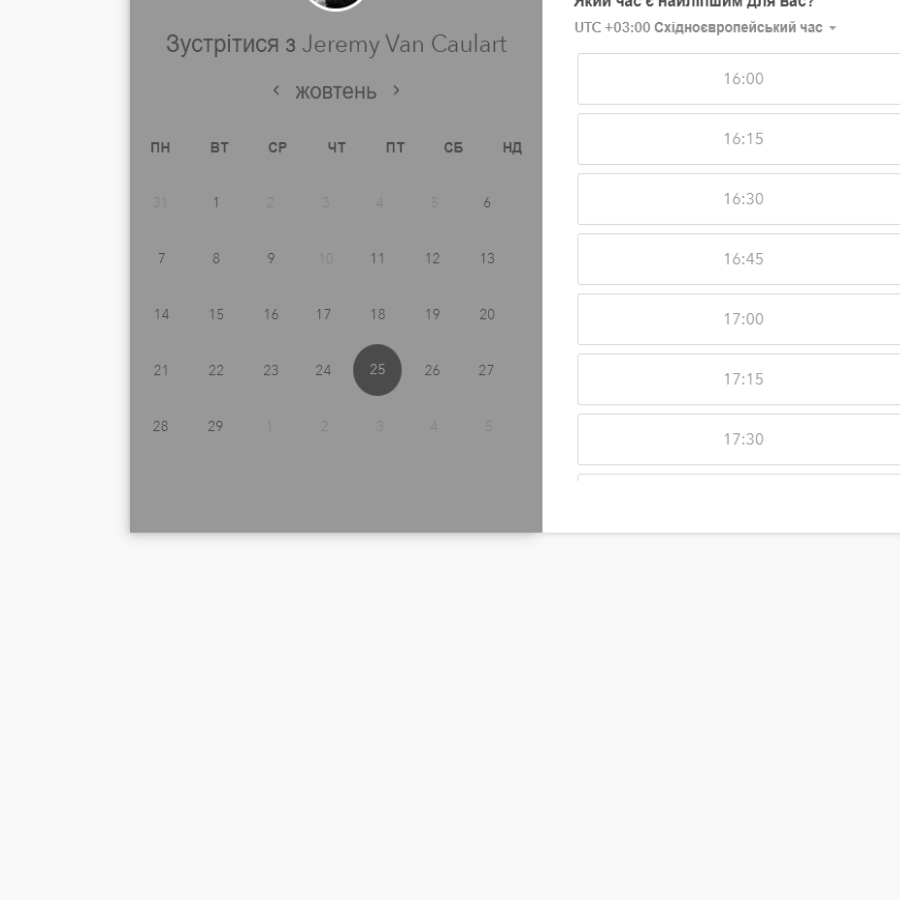 Зустрітися з Jeremy Van Caulart
жовтень
ПН ВТ СР ЧТ ПТ СБ НД
31 1 2 3 4 5 6
7 8 9 10 11 12 13
14 15 16 17 18 19 20
21 22 23 24 25 26 27
28 29 1 2 3 4 5
Який час є найліпшим для вас?
UTC +03:00 Східноєвропейський час
16:00
16:15
16:30
16:45
17:00
17:15
17:30